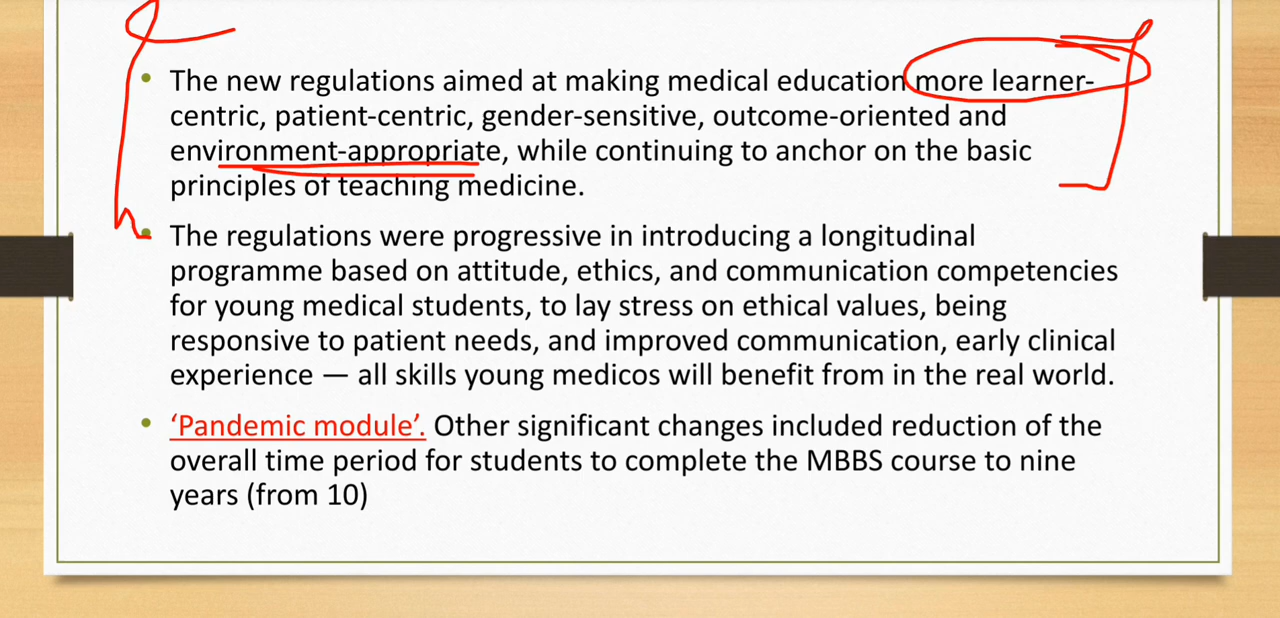 • The new regulations aimed at making medical education more learner-
centric, patient-centric, gender-sensitive, outcome-oriented and
environment-appropriate, while continuing to anchor on the basic
principles of teaching medicine.
• The regulations were progressive in introducing a longitudinal
programme based on attitude, ethics, and communication competencies
for young medical students, to lay stress on ethical values, being
responsive to patient needs, and improved communication, early clinical
experience — all skills young medicos will benefit from in the real world.
• ‘Pandemic module’. Other significant changes included reduction of the
overall time period for students to complete the MBBS course to nine
years (from 10)